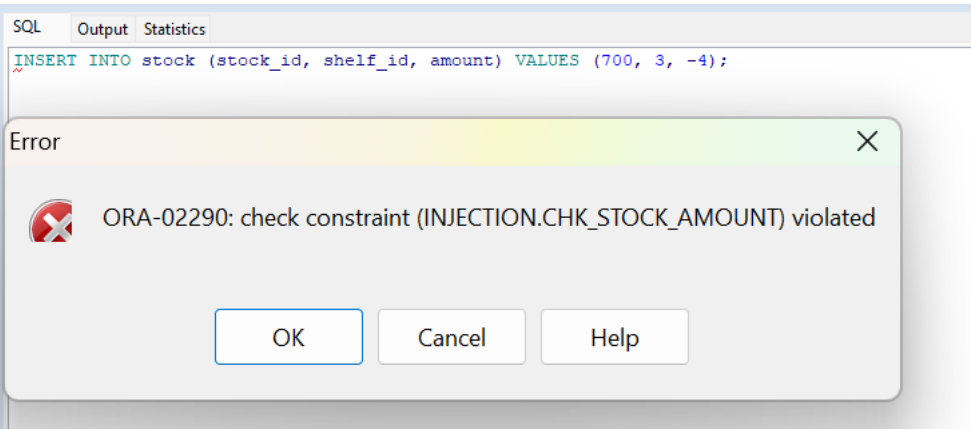 SQL Output Statistics
INSERT INTO stock (stock_id, shelf_id, amount) VALUES (700, 3, -4);
Error
ORA-02290: check constraint (INJECTION.CHK_STOCK_AMOUNT) violated
OK Cancel Help